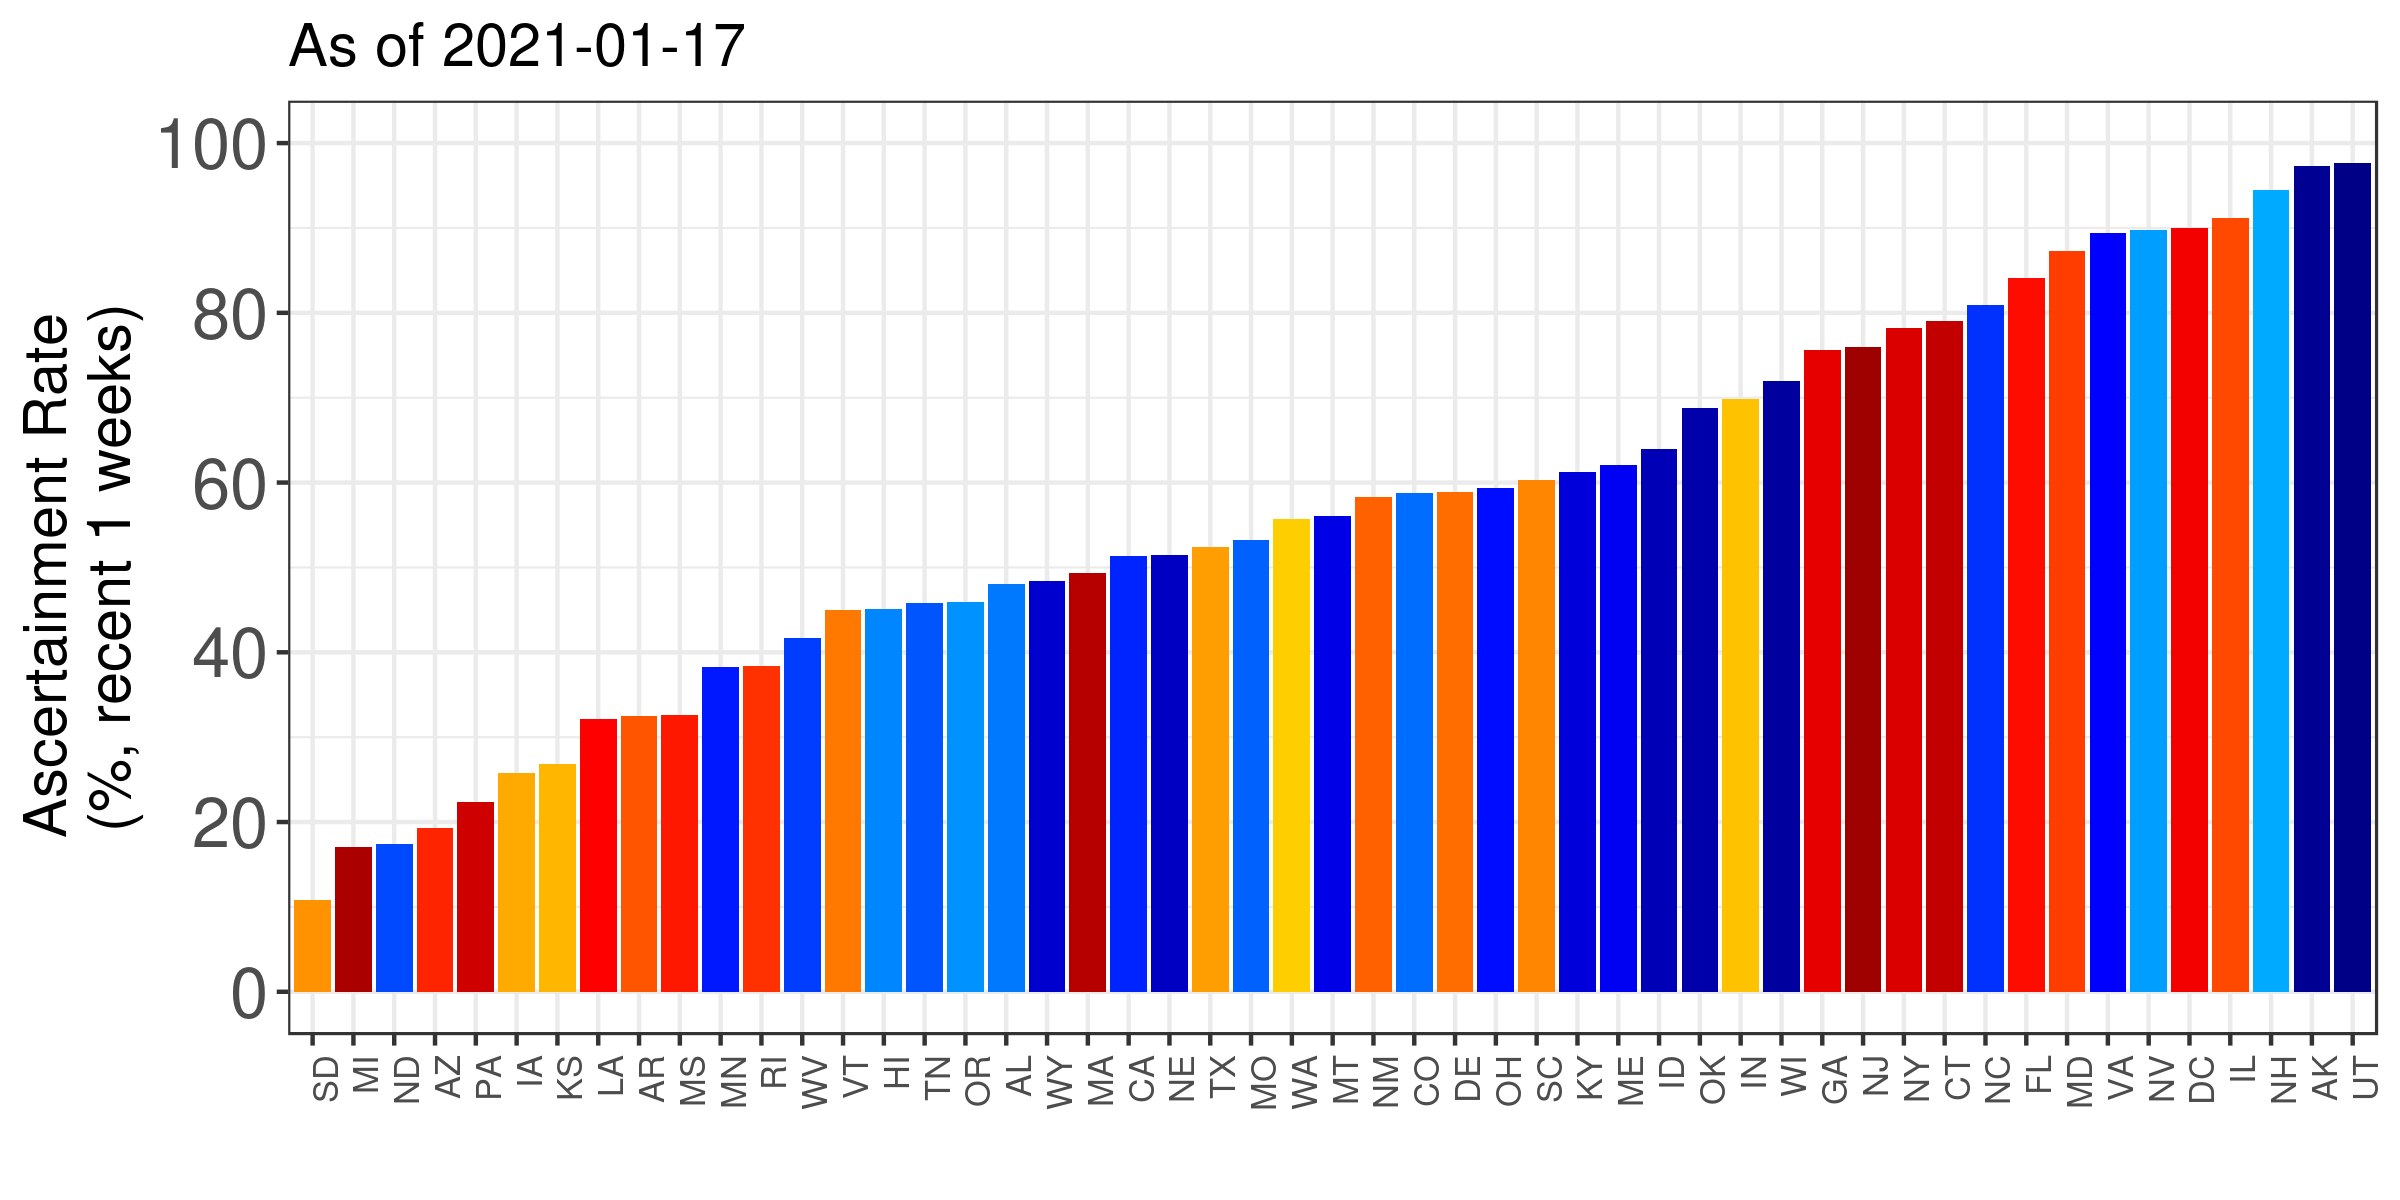 As of 2021-01-17
Ascertainment Rate
(%, recent 1 weeks)
100
80
60
40
20
0
SD MI ND AZ PA IA KS LA AR MS MN RI WV VT HI TN OR AL WY MA CA NE TX MO WA MT NM CO DE OH SC KY ME ID OK IN WI GA NJ NY CT NC FL MD VA NV DC IL NH AK UT